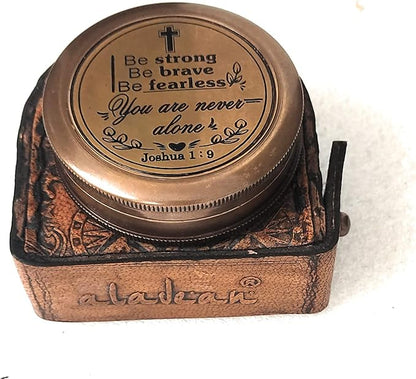 Be strong
Be brave
Be fearless
You are never
alone
Joshua 1:9
aladean®